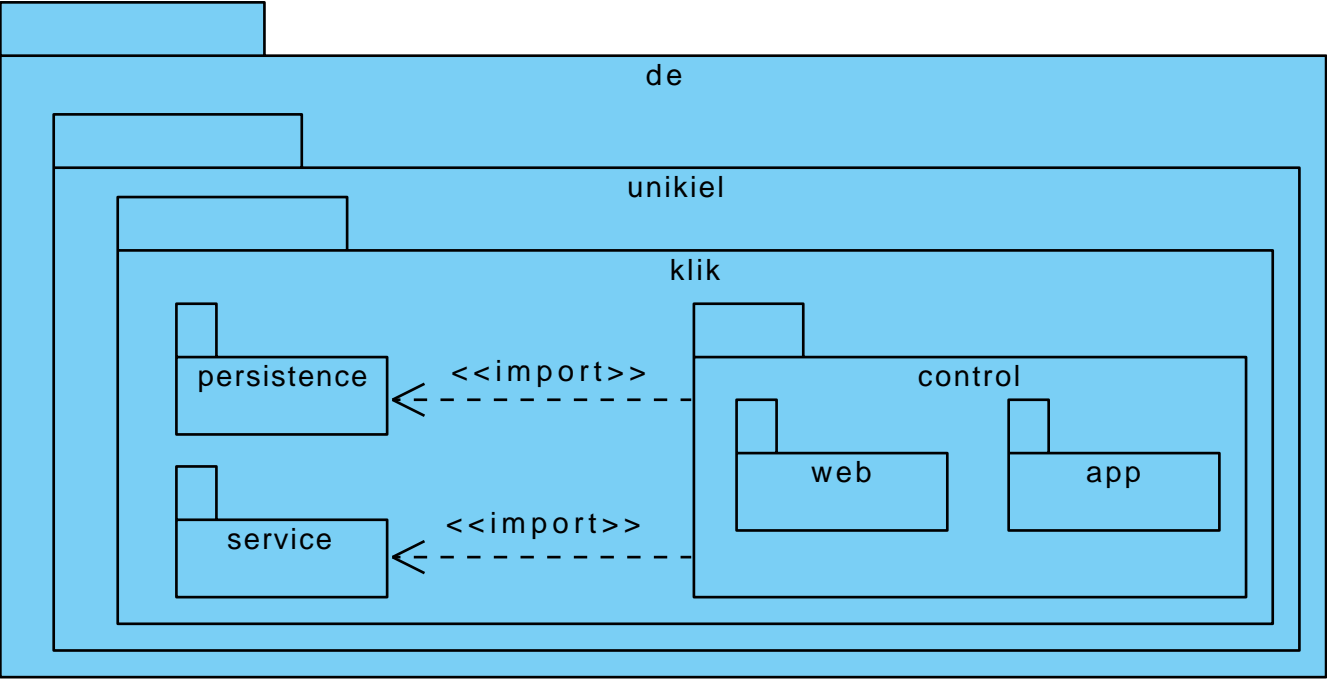 de
unikiel
klik
persistence
<<import>>
control
web
app
service
<<import>>